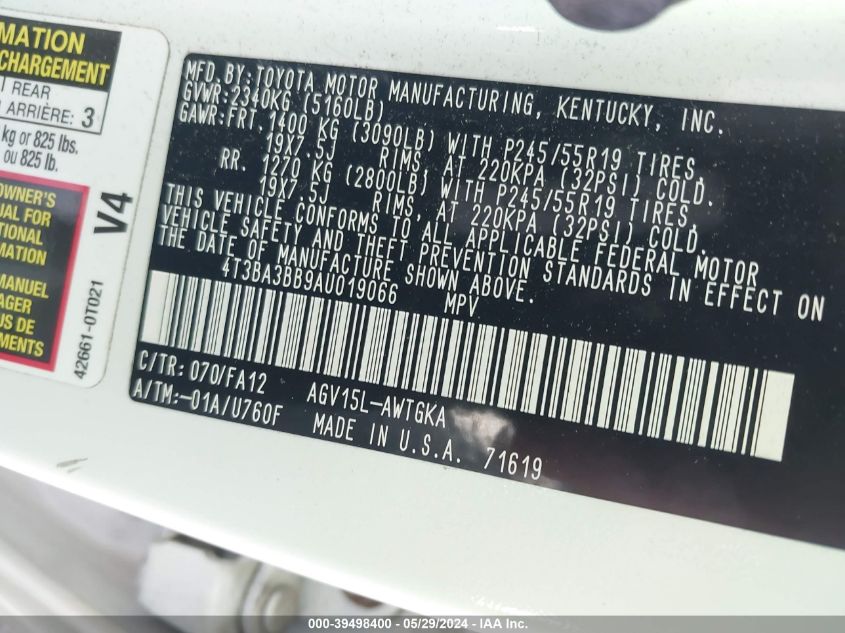 MATION
CHARGEMENT
REAR
ARRIÈRE: 3
kg or 825 lbs.
ou 825 lb.
OWNER'S
UAL FOR
TIONAL
MATION
MANUEL
AGER
US DE
MENTS
V4
42661-0T021
MFD.BY:TOYOTA MOTOR MANUFACTURING, KENTUCKY, INC.
GVWR:2340KG (5160LB)
GAWR:FRT.1400 KG (3090LB) WITH P245/55R19 TIRES,
19X7.5J RIMS, AT 220KPA (32PSI) COLD.
RR. 1270 KG (2800LB) WITH P245/55R19 TIRES,
19X7.5J RIMS, AT 220KPA (32PSI) COLD.
THIS VEHICLE CONFORMS TO ALL APPLICABLE FEDERAL MOTOR
VEHICLE SAFETY AND THEFT PREVENTION STANDARDS IN EFFECT ON
THE DATE OF MANUFACTURE SHOWN ABOVE.
4T3BA3BB9AU019066 MPV
C/TR: 070/FA12 AGV15L-AWTGKA
A/TM:-01A/U760F MADE IN U.S.A. 71619
000-39498400 - 05/29/2024 - IAA Inc.